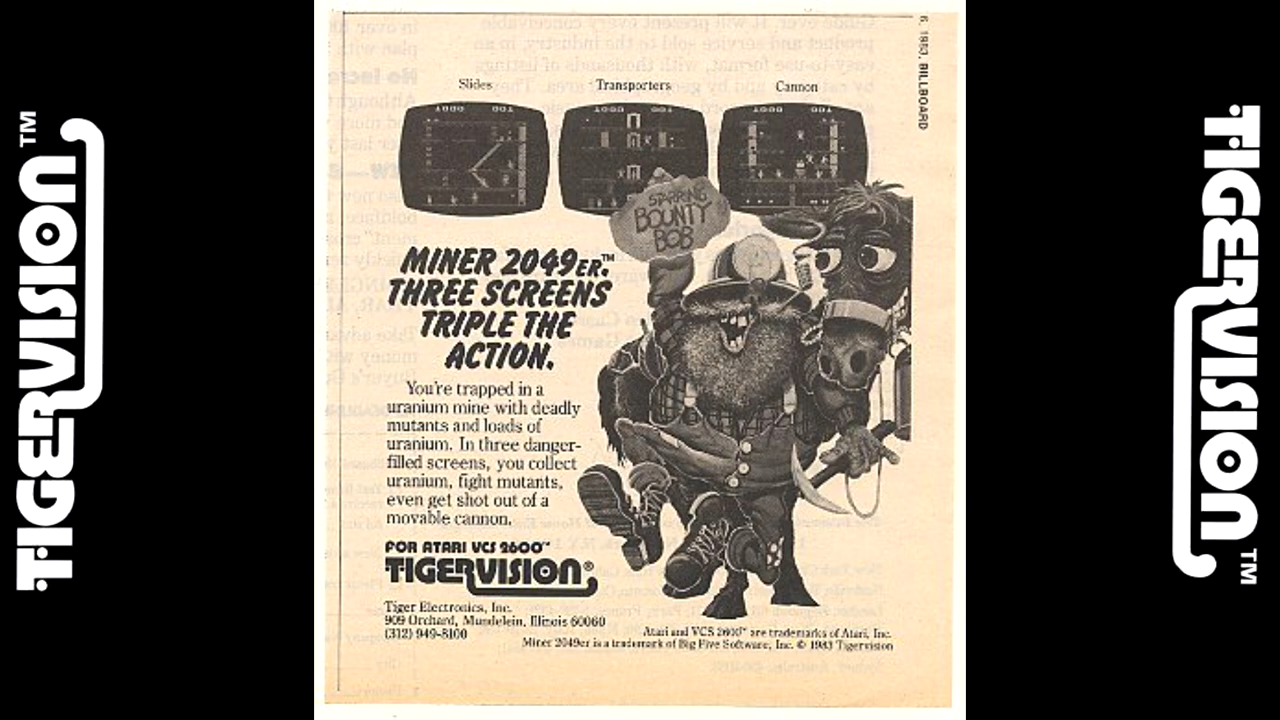 TIGERVISION™
6, 1983, BILLBOARD
Slides
Transporters
Cannon
STARRING
BOUNTY
BOB
MINER 2049ER.™
THREE SCREENS
TRIPLE THE
ACTION.
You're trapped in a
uranium mine with deadly
mutants and loads of
uranium. In three danger-
filled screens, you collect
uranium, fight mutants,
even get shot out of a
movable cannon.
FOR ATARI VCS 2600™
TIGERVISION®
Tiger Electronics, Inc.
909 Orchard, Mundelein, Illinois 60060
(312) 949-8100
Atari and VCS 2600™ are trademarks of Atari, Inc.
Miner 2049er is a trademark of Big Five Software, Inc. © 1983 Tigervision
TIGERVISION™